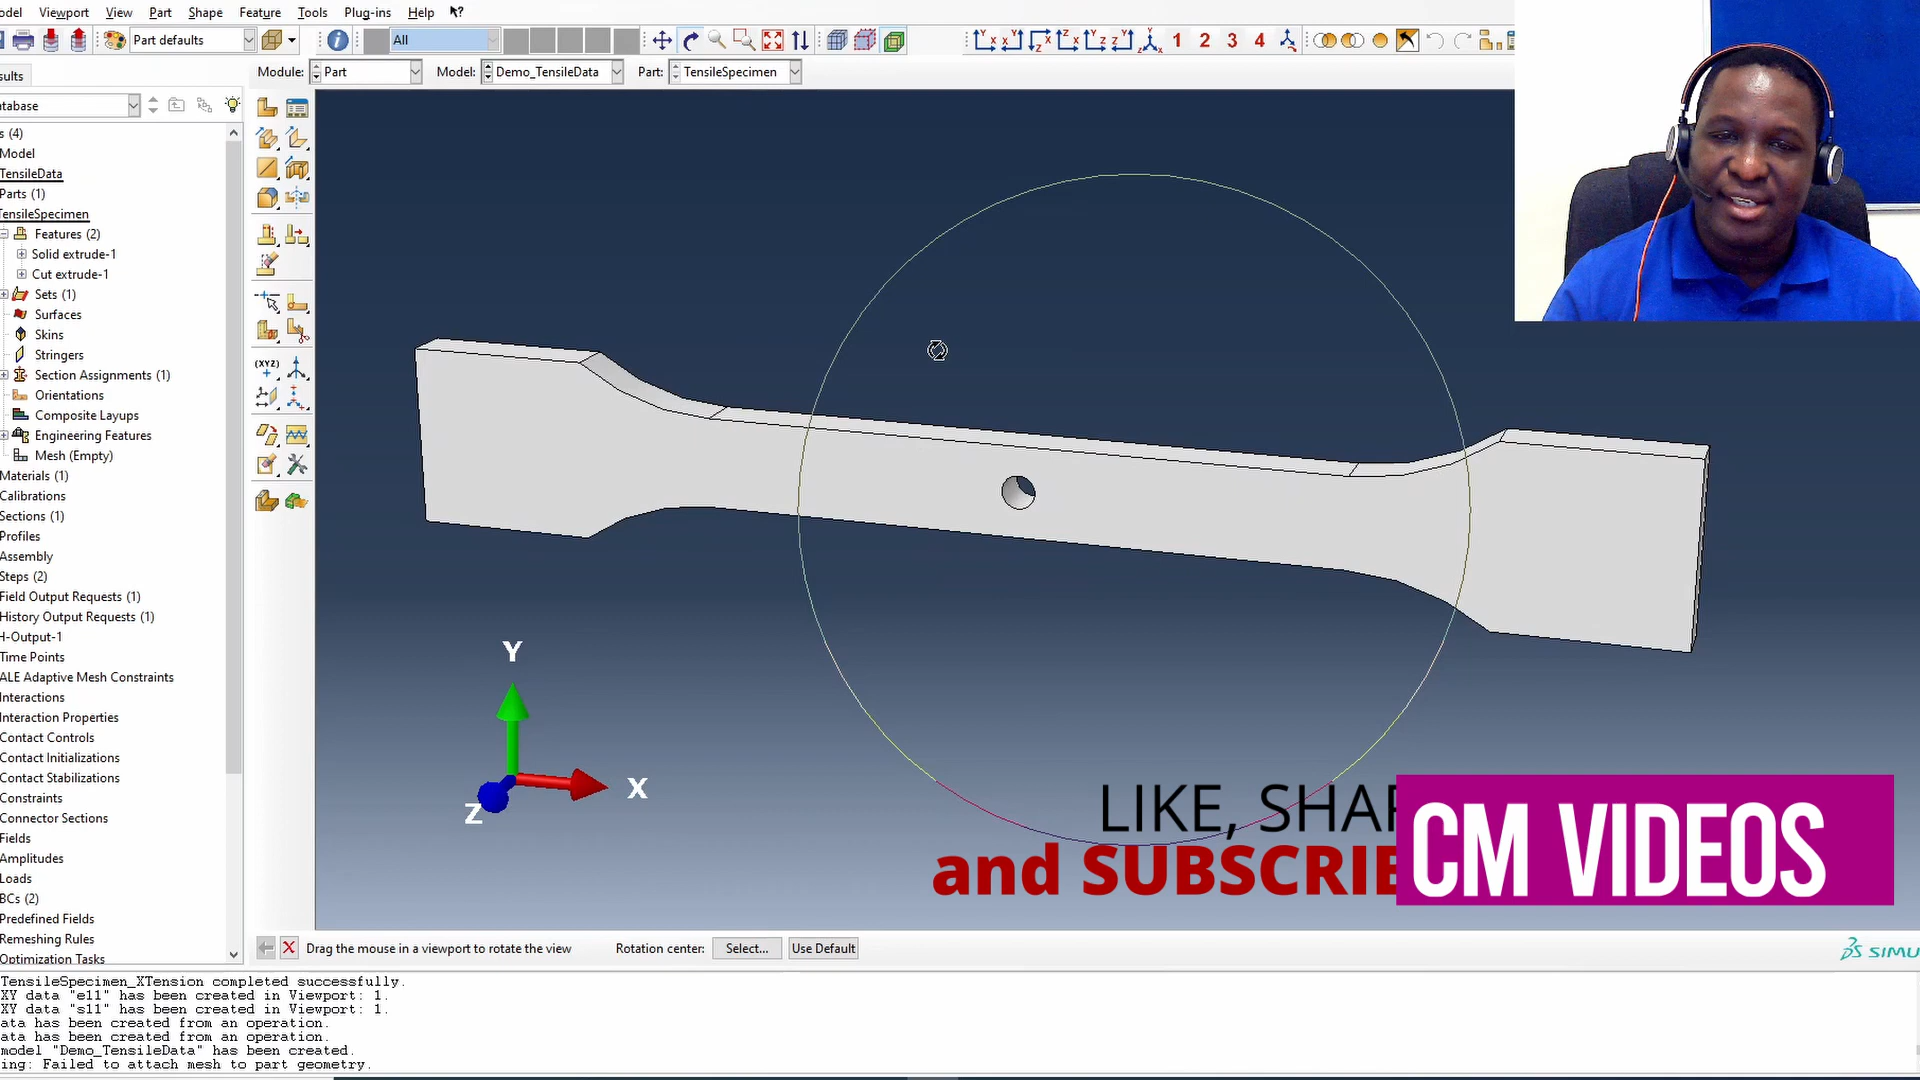 odel Viewport View Part Shape Feature Tools Plug-ins Help
Part defaults All 1 2 3 4
sults Module: Part Model: Demo_TensileData Part: TensileSpecimen
atabase
s (4)
Model
TensileData
Parts (1)
TensileSpecimen
Features (2)
Solid extrude-1
Cut extrude-1
Sets (1)
Surfaces
Skins
Stringers
Section Assignments (1)
Orientations
Composite Layups
Engineering Features
Mesh (Empty)
Materials (1)
Calibrations
Sections (1)
Profiles
Assembly
Steps (2)
Field Output Requests (1)
History Output Requests (1)
H-Output-1
Time Points
ALE Adaptive Mesh Constraints
Interactions
Interaction Properties
Contact Controls
Contact Initializations
Contact Stabilizations
Constraints
Connector Sections
Fields
Amplitudes
Loads
BCs (2)
Predefined Fields
Remeshing Rules
Optimization Tasks
(XYZ)
Y
X
Z
LIKE, SHAR
and SUBSCRIBE
CM VIDEOS
Drag the mouse in a viewport to rotate the view Rotation center: Select... Use Default
SIMU
TensileSpecimen_XTension completed successfully.
XY data "e11" has been created in Viewport: 1.
XY data "s11" has been created in Viewport: 1.
ata has been created from an operation.
ata has been created from an operation.
model "Demo_TensileData" has been created.
ing: Failed to attach mesh to part geometry.